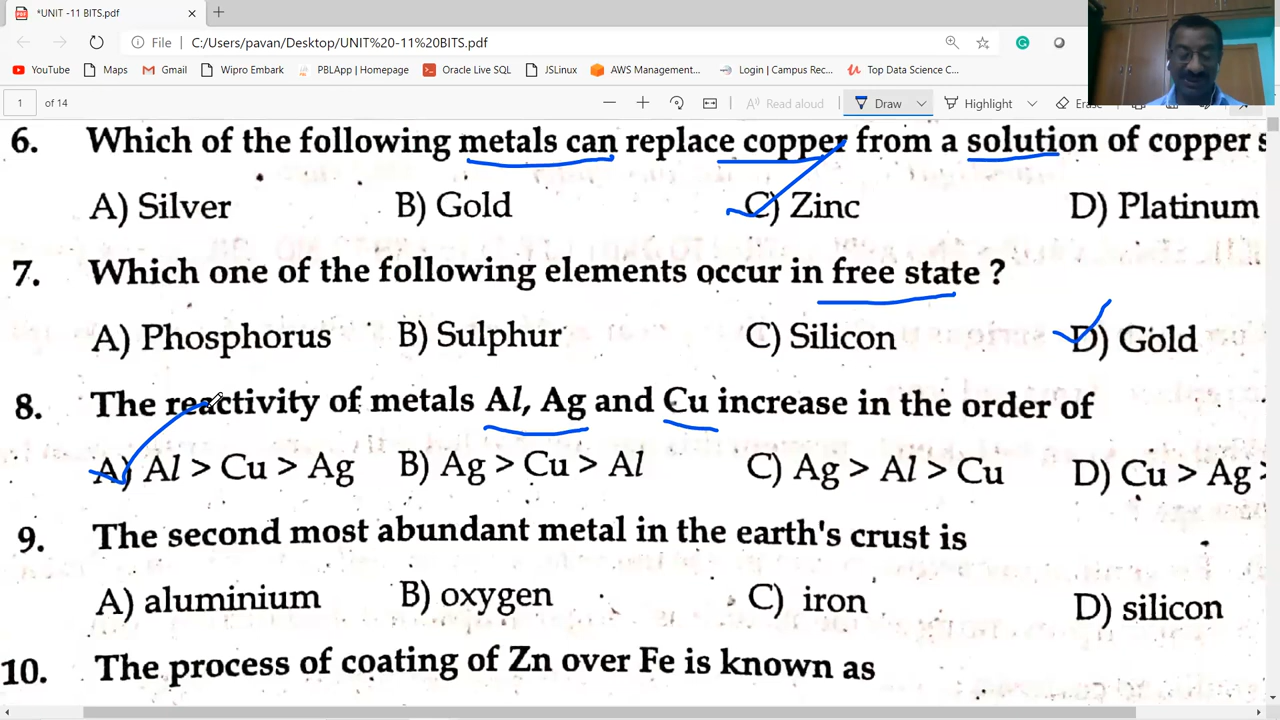 *UNIT -11 BITS.pdf
File C:/Users/pavan/Desktop/UNIT%20-11%20BITS.pdf
YouTube Maps Gmail Wipro Embark PBLApp | Homepage Oracle Live SQL JSLinux AWS Management... Login | Campus Rec... Top Data Science C...
1 of 14 Read aloud Draw Highlight Erase
6. Which of the following metals can replace copper from a solution of copper s
A) Silver B) Gold C) Zinc D) Platinum
7. Which one of the following elements occur in free state ?
A) Phosphorus B) Sulphur C) Silicon D) Gold
8. The reactivity of metals Al, Ag and Cu increase in the order of
A) Al > Cu > Ag B) Ag > Cu > Al C) Ag > Al > Cu D) Cu > Ag >
9. The second most abundant metal in the earth's crust is
A) aluminium B) oxygen C) iron D) silicon
10. The process of coating of Zn over Fe is known as